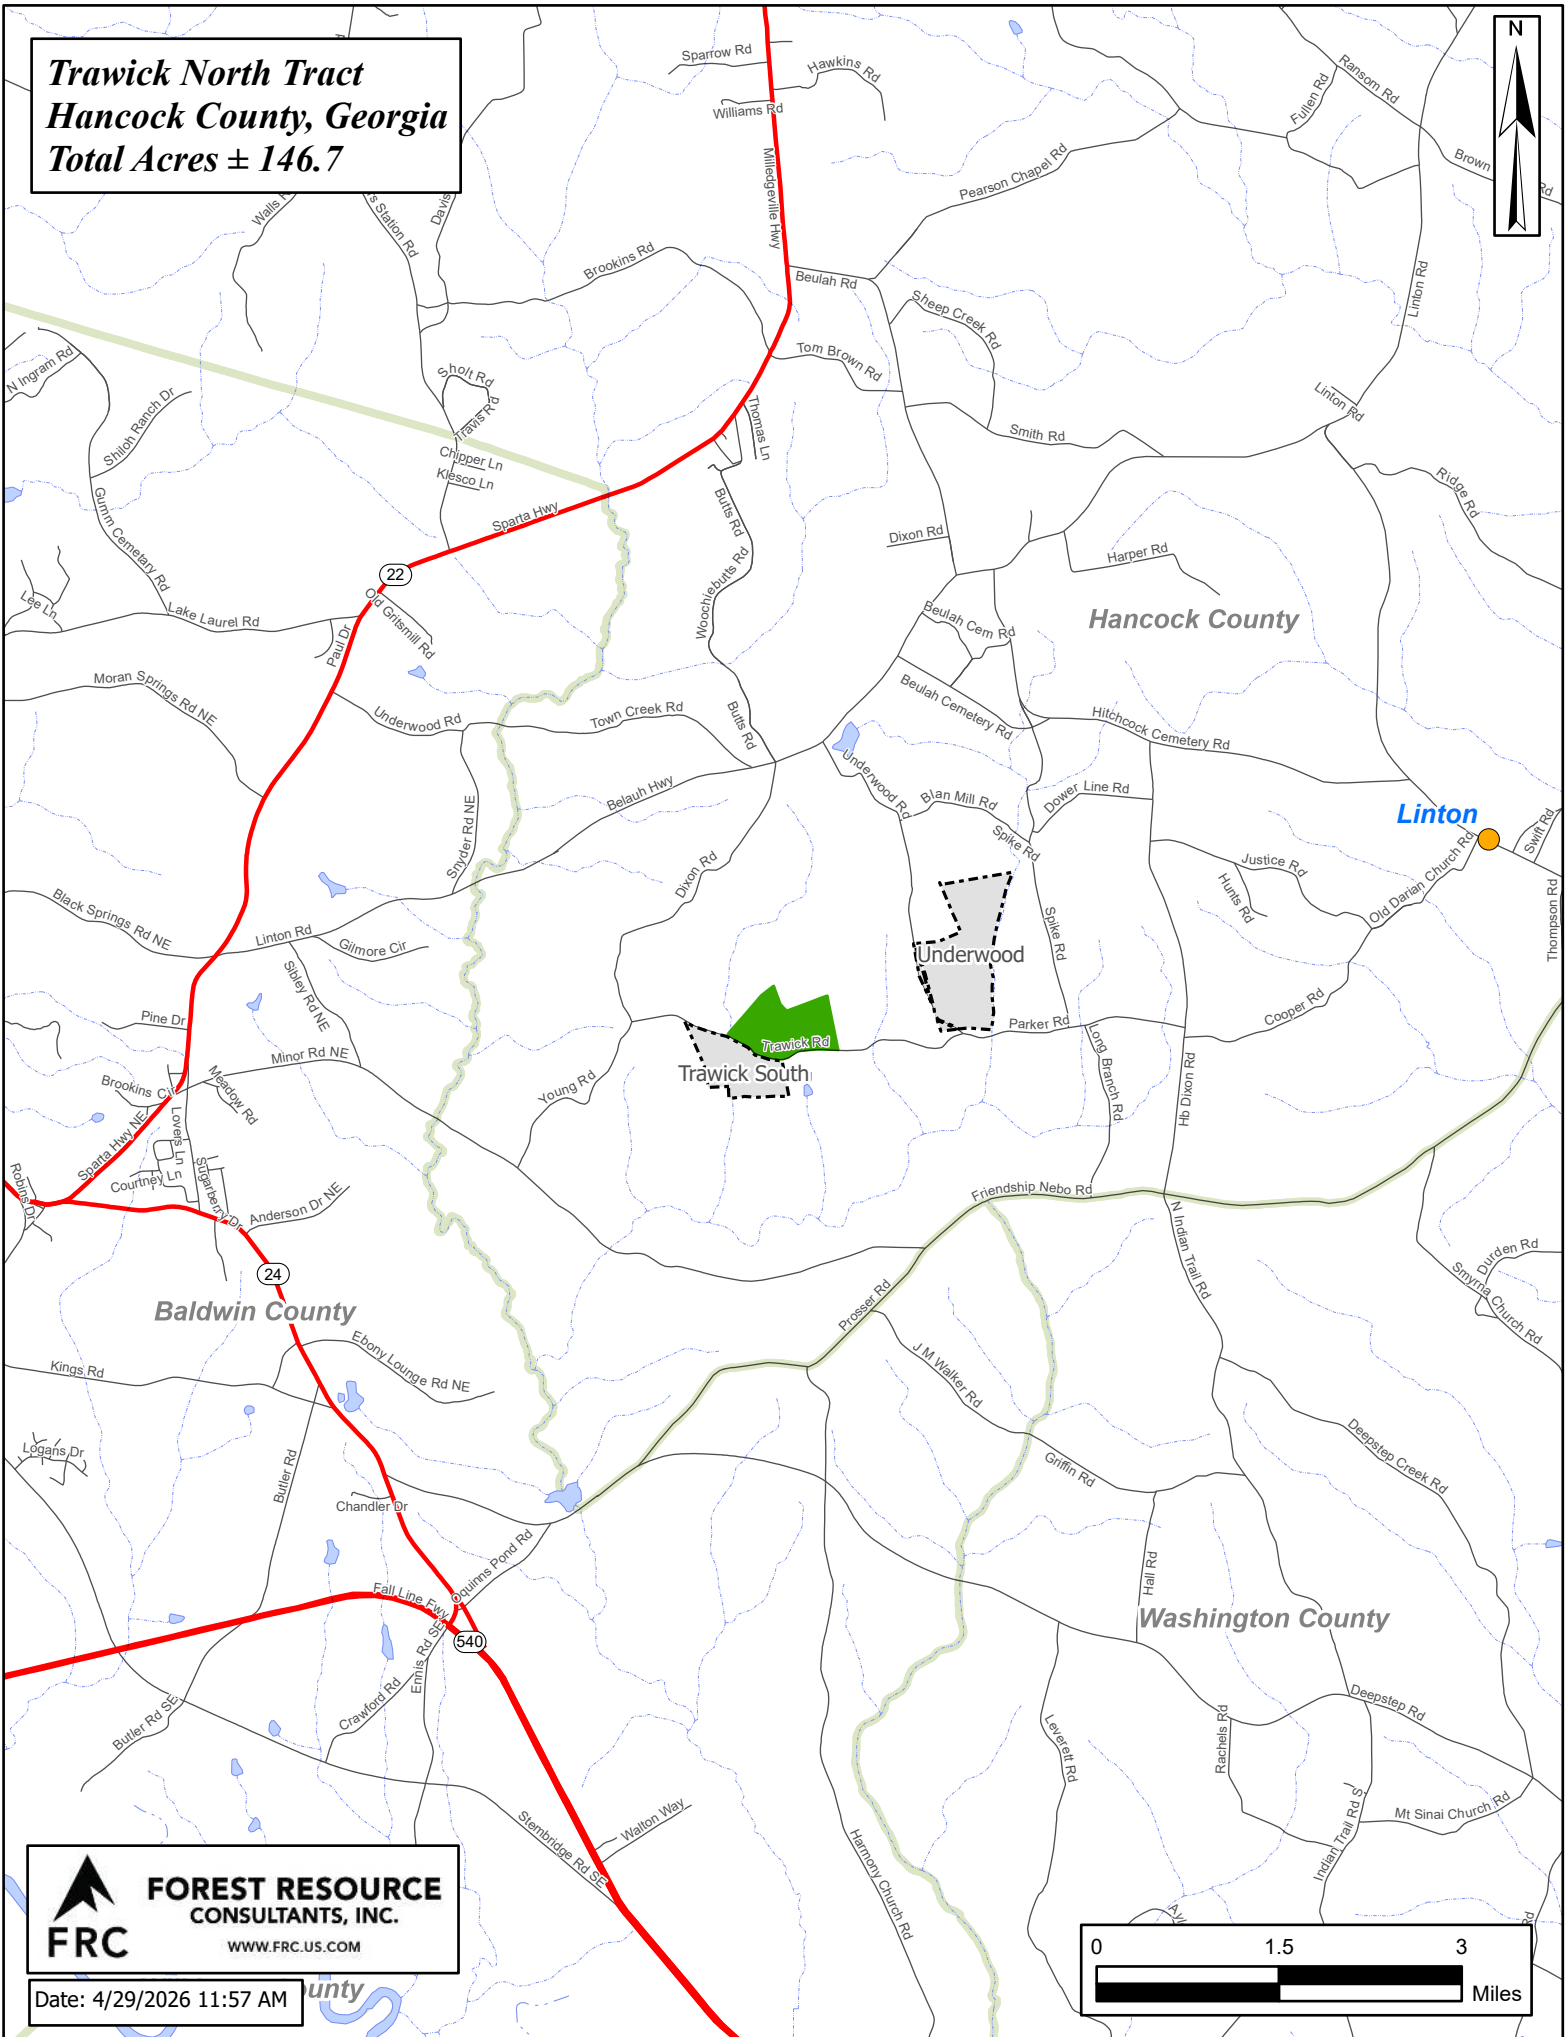 Trawick North Tract
Hancock County, Georgia
Total Acres ± 146.7
N
Sparrow Rd
Hawkins Rd
Williams Rd
Milledgeville Hwy
Ransom Rd
Fullen Rd
Brown
Rd
Pearson Chapel Rd
Walls
rs Station Rd
Davis
Brookins Rd
Beulah Rd
Sheep Creek Rd
Linton Rd
Tom Brown Rd
N Ingram Rd
Shiloh Ranch Dr
Sholt Rd
Travis Rd
Chipper Ln
Klesco Ln
Thomas Ln
Linton Rd
Smith Rd
Ridge Rd
Gumm Cemetary Rd
Sparta Hwy
Butts Rd
Dixon Rd
Harper Rd
22
Woochiebutts Rd
Lee Ln
Lake Laurel Rd
Old Gritsmill Rd
Paul Dr
Beulah Cem Rd
Hancock County
Moran Springs Rd NE
Underwood Rd
Town Creek Rd
Butts Rd
Beulah Cemetery Rd
Hitchcock Cemetery Rd
Belauh Hwy
Underwood Rd
Blan Mill Rd
Dower Line Rd
Snyder Rd NE
Spike Rd
Linton
Swift Rd
Dixon Rd
Justice Rd
Hunts Rd
Old Darian Church Rd
Thompson Rd
Black Springs Rd NE
Linton Rd
Gilmore Cir
Sibley Rd NE
Underwood
Spike Rd
Pine Dr
Minor Rd NE
Parker Rd
Cooper Rd
Trawick Rd
Trawick South
Brookins Cir
Meadow Rd
Young Rd
Long Branch Rd
Hb Dixon Rd
Sparta Hwy NE
Lovers Ln
Courtney Ln
Sugarberry Dr
Robins Dr
Anderson Dr NE
Friendship Nebo Rd
N Indian Trail Rd
24
Baldwin County
Prosser Rd
Durden Rd
Smyrna Church Rd
Kings Rd
Ebony Lounge Rd NE
J M Walker Rd
Logans Dr
Butler Rd
Griffin Rd
Deepstep Creek Rd
Chandler Dr
Oquinns Pond Rd
Fall Line Fwy
Hall Rd
540
Ennis Rd SE
Washington County
Crawford Rd
Butler Rd SE
Leverett Rd
Rachels Rd
Deepstep Rd
Stembridge Rd SE
Walton Way
Harmony Church Rd
Indian Trail Rd S
Mt Sinai Church Rd
Rd
FRC
FOREST RESOURCE
CONSULTANTS, INC.
WWW.FRC.US.COM
ounty
Date: 4/29/2026 11:57 AM
0 1.5 3
Miles